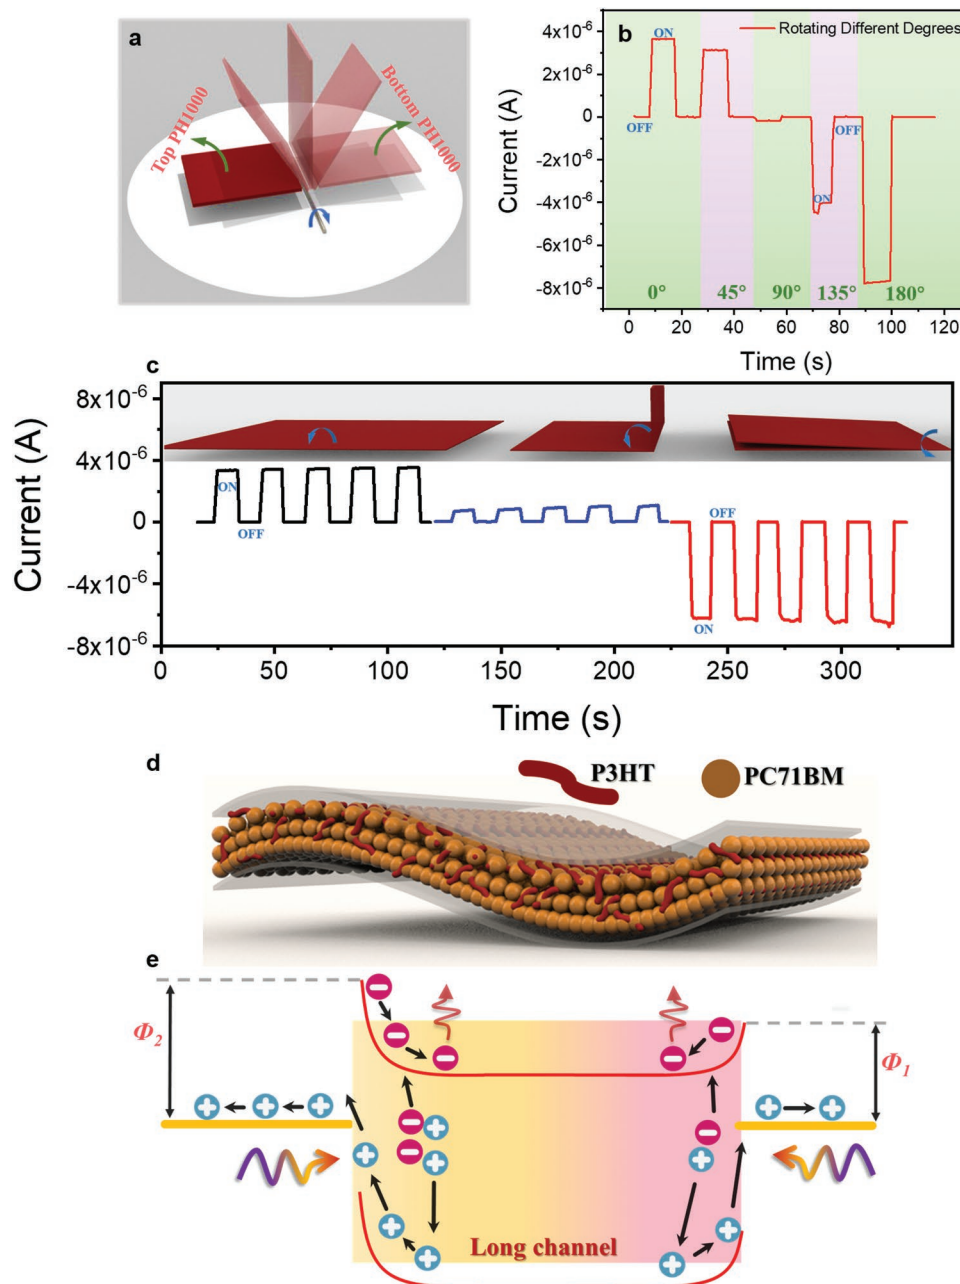 a
Top PH1000
Bottom PH1000
b
Rotating Different Degrees
ON
OFF
ON
OFF
4x10⁻⁶
2x10⁻⁶
0
-2x10⁻⁶
-4x10⁻⁶
-6x10⁻⁶
-8x10⁻⁶
Current (A)
0° 45° 90° 135° 180°
0 20 40 60 80 100 120
Time (s)
c
8x10⁻⁶
4x10⁻⁶
0
-4x10⁻⁶
-8x10⁻⁶
Current (A)
ON
OFF
OFF
ON
0 50 100 150 200 250 300
Time (s)
d
P3HT
PC71BM
e
Φ2
Φ1
Long channel